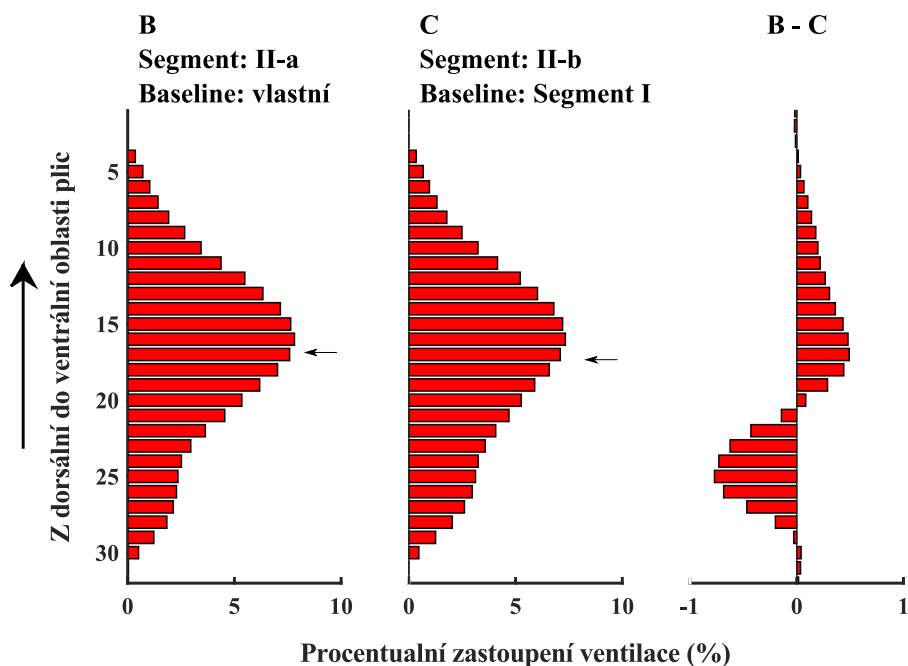 B
Segment: II-a
Baseline: vlastní
C
Segment: II-b
Baseline: Segment I
B - C
Z dorsální do ventrální oblasti plic
5
10
15
20
25
30
0 5 10
0 5 10
-1 0 1
Procentualní zastoupení ventilace (%)